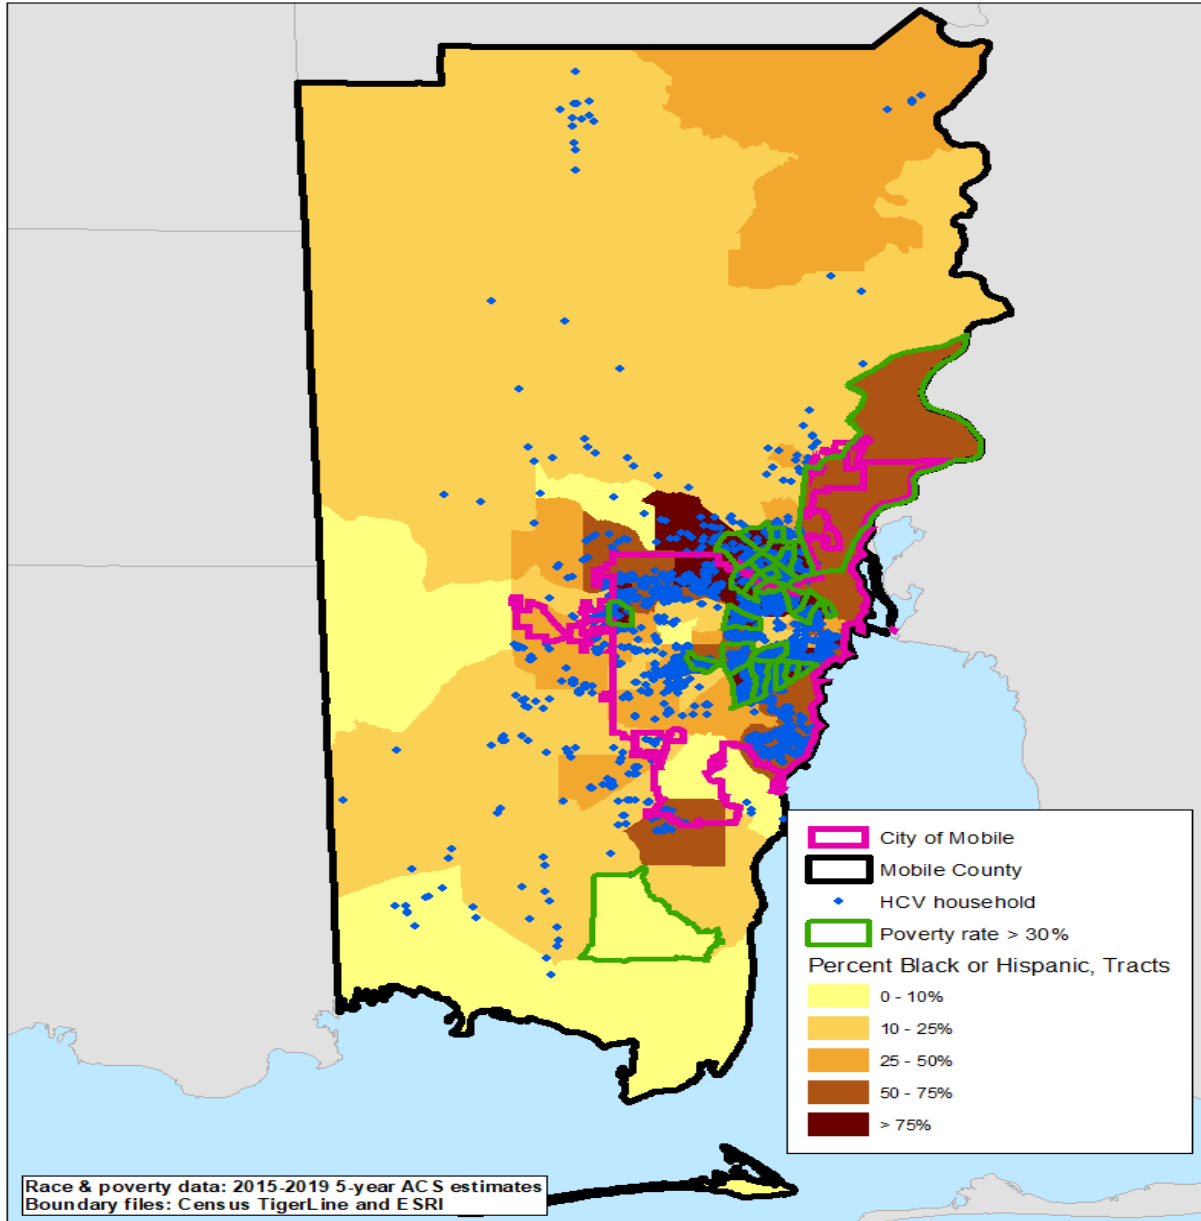 City of Mobile
Mobile County
HCV household
Poverty rate > 30%
Percent Black or Hispanic, Tracts
0 - 10%
10 - 25%
25 - 50%
50 - 75%
> 75%
Race & poverty data: 2015-2019 5-year ACS estimates
Boundary files: Census TigerLine and ESRI